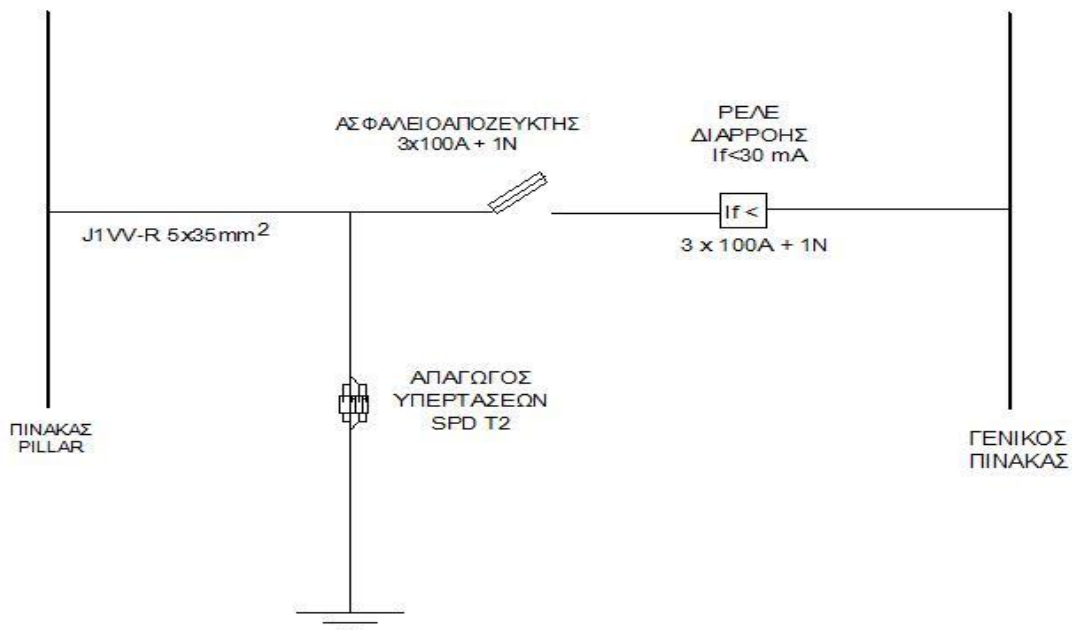 ΑΣΦΑΛΕΙΟΑΠΟΖΕΥΚΤΗΣ
3x100A + 1N
ΡΕΛΕ
ΔΙΑΡΡΟΗΣ
If<30 mA
J1VV-R 5x35mm²
If <
3 x 100A + 1N
ΑΠΑΓΩΓΟΣ
ΥΠΕΡΤΑΣΕΩΝ
SPD T2
ΠΙΝΑΚΑΣ
PILLAR
ΓΕΝΙΚΟΣ
ΠΙΝΑΚΑΣ